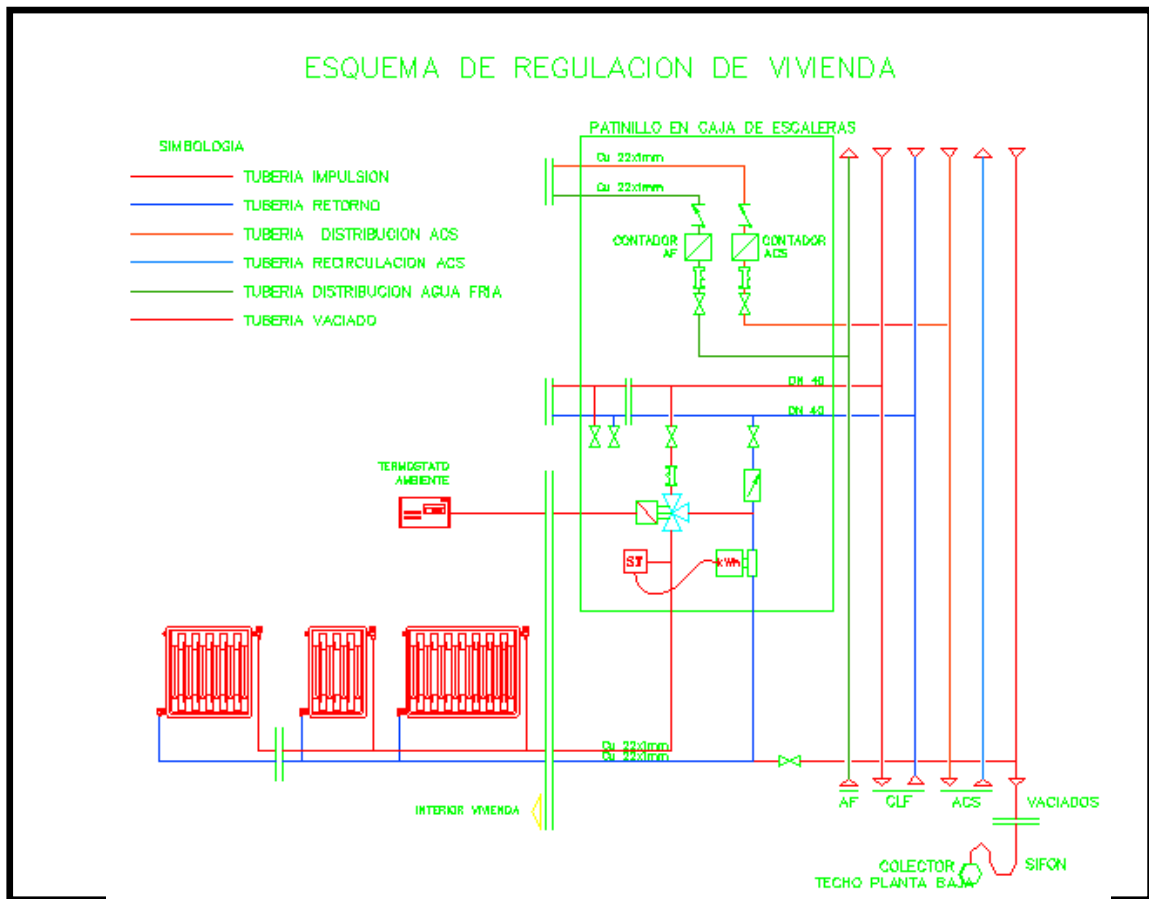 ESQUEMA DE REGULACION DE VIVIENDA
PATINILLO EN CAJA DE ESCALERAS
SIMBOLOGIA
TUBERIA IMPULSION
TUBERIA RETORNO
TUBERIA DISTRIBUCION ACS
TUBERIA RECIRCULACION ACS
TUBERIA DISTRIBUCION AGUA FRIA
TUBERIA VACIADO
Cu 22x1mm
Cu 22x1mm
CONTADOR
AF
CONTADOR
ACS
DN 40
DN 40
TERMOSTATO
AMBIENTE
ST
kWh
Cu 22x1mm
Cu 22x1mm
INTERIOR VIVIENDA
AF
CLF
ACS
VACIADOS
SIFON
COLECTOR
TECHO PLANTA BAJA